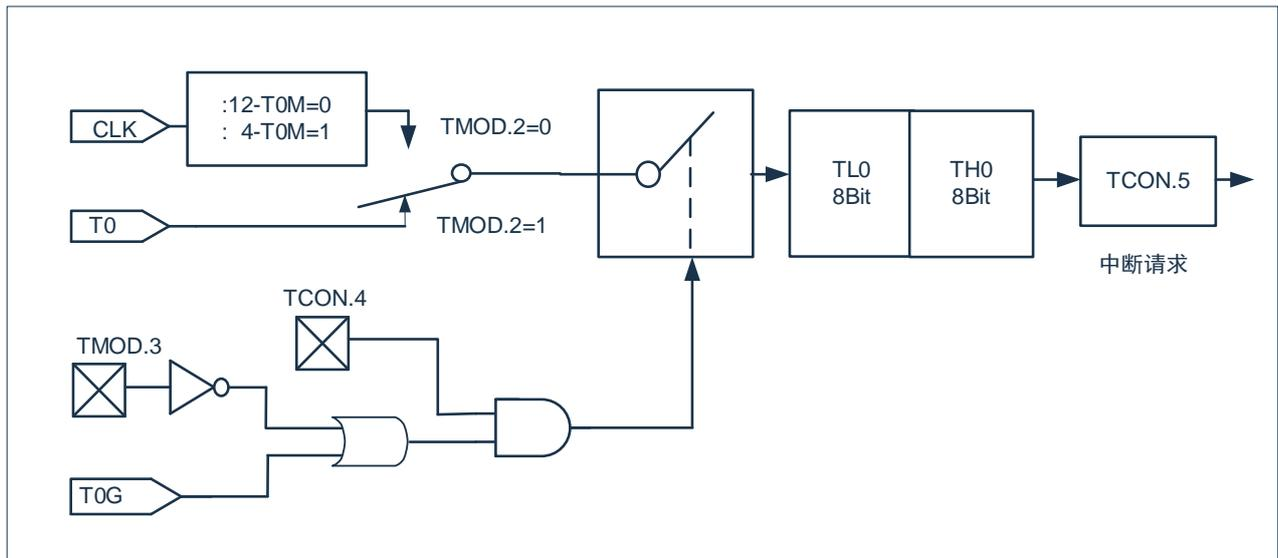 :12-T0M=0
CLK
:  4-T0M=1
TMOD.2=0
TL0
8Bit
TH0
8Bit
TCON.5
T0
TMOD.2=1
中断请求
TCON.4
TMOD.3
T0G